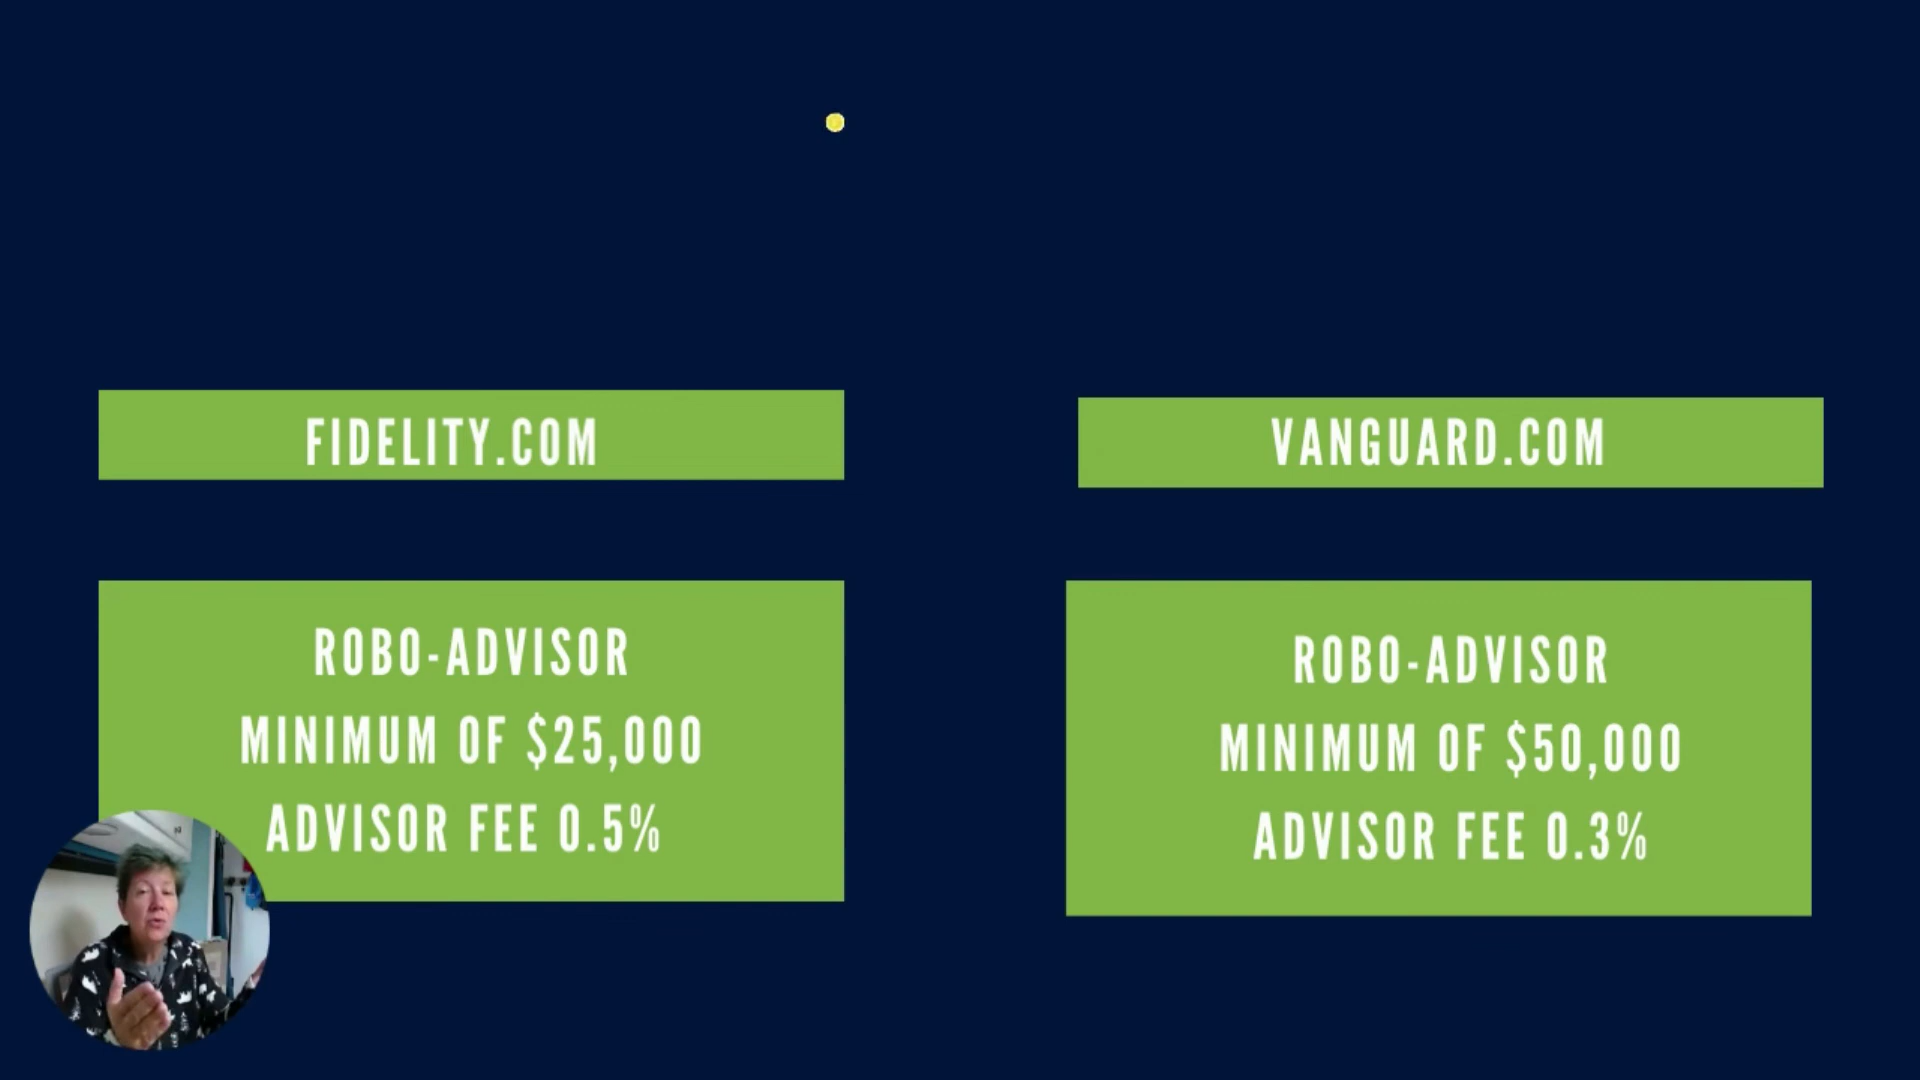 FIDELITY.COM
ROBO-ADVISOR
MINIMUM OF $25,000
ADVISOR FEE 0.5%
VANGUARD.COM
ROBO-ADVISOR
MINIMUM OF $50,000
ADVISOR FEE 0.3%